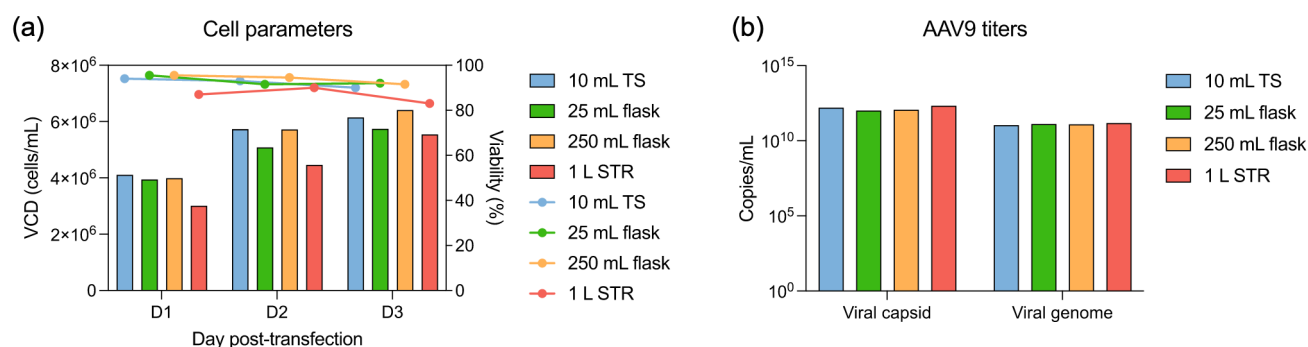 (a)
Cell parameters
8×10⁶
6×10⁶
4×10⁶
2×10⁶
0
VCD (cells/mL)
100
80
60
40
20
0
Viability (%)
D1 D2 D3
Day post-transfection
10 mL TS
25 mL flask
250 mL flask
1 L STR
10 mL TS
25 mL flask
250 mL flask
1 L STR
(b)
AAV9 titers
10¹⁵
10¹⁰
10⁵
10⁰
Copies/mL
Viral capsid Viral genome
10 mL TS
25 mL flask
250 mL flask
1 L STR